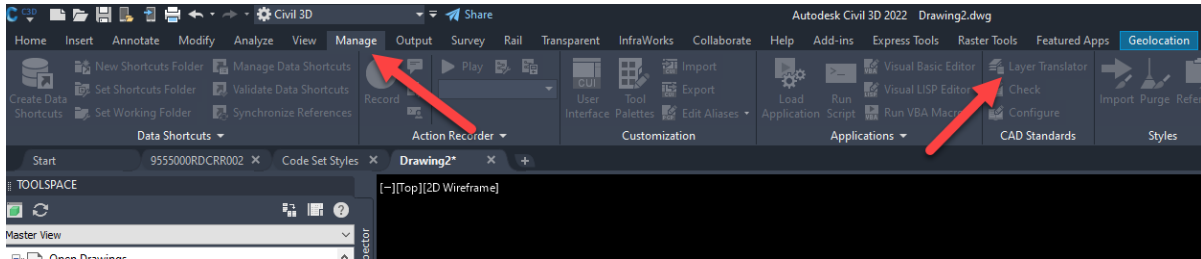 C3D Civil 3D Share Autodesk Civil 3D 2022 Drawing2.dwg
Home Insert Annotate Modify Analyze View Manage Output Survey Rail Transparent InfraWorks Collaborate Help Add-ins Express Tools Raster Tools Featured Apps Geolocation
New Shortcuts Folder Manage Data Shortcuts Play Import Visual Basic Editor Layer Translator
Create Data Shortcuts Set Shortcuts Folder Validate Data Shortcuts Record CUI User Interface Tool Palettes Export Load Application Run Script Visual LISP Editor Check Import Purge
Set Working Folder Synchronize References Edit Aliases Run VBA Macro Configure
Data Shortcuts Action Recorder Customization Applications CAD Standards Styles
Start 9555000RDCRR002 Code Set Styles Drawing2*
TOOLSPACE [−][Top][2D Wireframe]
Master View
Open Drawings